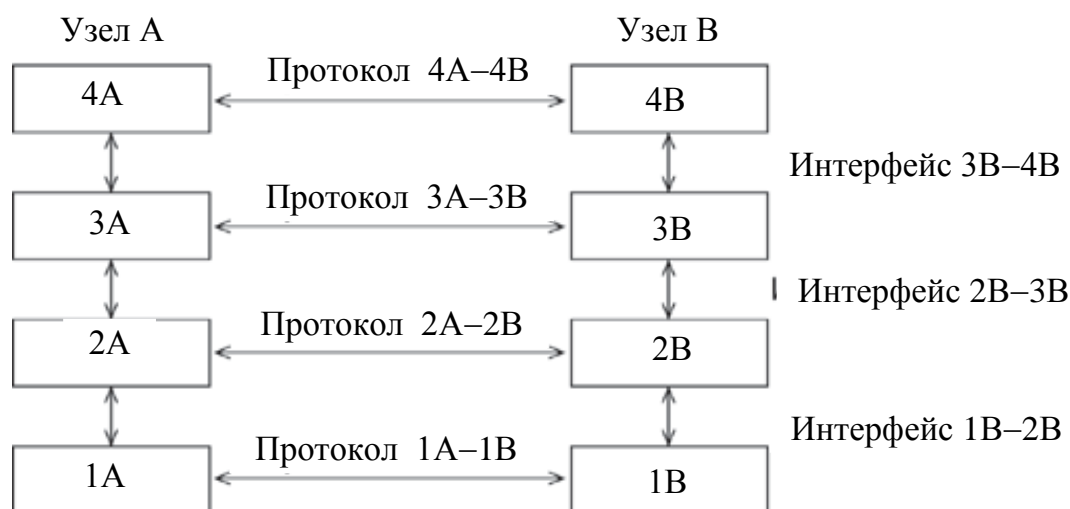 Узел А
Узел В
Протокол 4А–4В
4А
4В
Интерфейс 3В–4В
Протокол 3А–3В
3А
3В
Интерфейс 2В–3В
Протокол 2А–2В
2А
2В
Интерфейс 1В–2В
Протокол 1А–1В
1А
1В